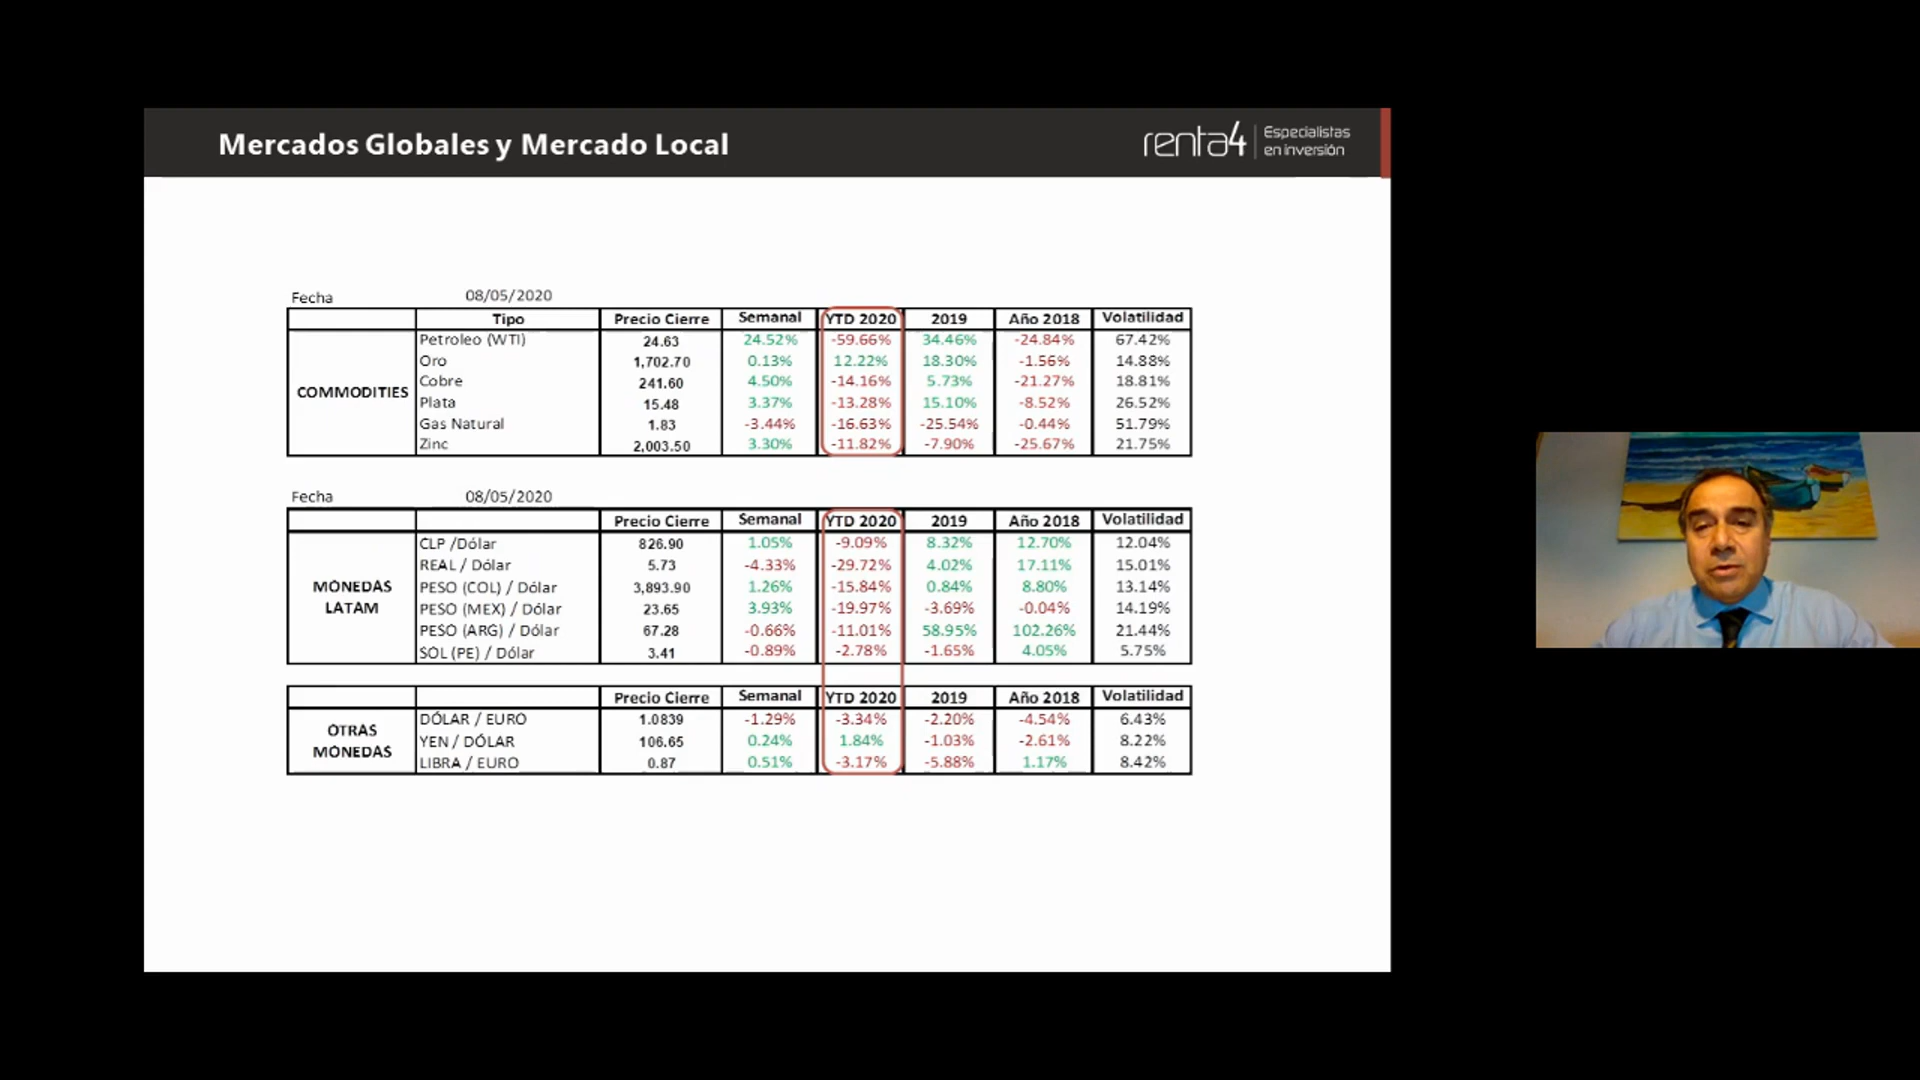 Mercados Globales y Mercado Local
renta4 Especialistas en inversión
Fecha 08/05/2020
Tipo Precio Cierre Semanal YTD 2020 2019 Año 2018 Volatilidad
COMMODITIES
Petroleo (WTI) 24.63 24.52% -59.66% 34.46% -24.84% 67.42%
Oro 1,702.70 0.13% 12.22% 18.30% -1.56% 14.88%
Cobre 241.60 4.50% -14.16% 5.73% -21.27% 18.81%
Plata 15.48 3.37% -13.28% 15.10% -8.52% 26.52%
Gas Natural 1.83 -3.44% -16.63% -25.54% -0.44% 51.79%
Zinc 2,003.50 3.30% -11.82% -7.90% -25.67% 21.75%
Fecha 08/05/2020
Precio Cierre Semanal YTD 2020 2019 Año 2018 Volatilidad
MONEDAS LATAM
CLP /Dólar 826.90 1.05% -9.09% 8.32% 12.70% 12.04%
REAL / Dólar 5.73 -4.33% -29.72% 4.02% 17.11% 15.01%
PESO (COL) / Dólar 3,893.90 1.26% -15.84% 0.84% 8.80% 13.14%
PESO (MEX) / Dólar 23.65 3.93% -19.97% -3.69% -0.04% 14.19%
PESO (ARG) / Dólar 67.28 -0.66% -11.01% 58.95% 102.26% 21.44%
SOL (PE) / Dólar 3.41 -0.89% -2.78% -1.65% 4.05% 5.75%
Precio Cierre Semanal YTD 2020 2019 Año 2018 Volatilidad
OTRAS MONEDAS
DÓLAR / EURO 1.0839 -1.29% -3.34% -2.20% -4.54% 6.43%
YEN / DÓLAR 106.65 0.24% 1.84% -1.03% -2.61% 8.22%
LIBRA / EURO 0.87 0.51% -3.17% -5.88% 1.17% 8.42%